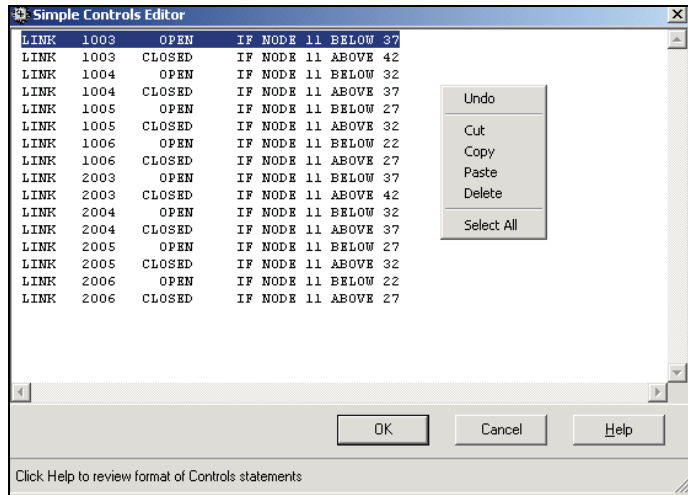 Simple Controls Editor
LINK 1003 OPEN IF NODE 11 BELOW 37
LINK 1003 CLOSED IF NODE 11 ABOVE 42
LINK 1004 OPEN IF NODE 11 BELOW 32
LINK 1004 CLOSED IF NODE 11 ABOVE 37
LINK 1005 OPEN IF NODE 11 BELOW 27
LINK 1005 CLOSED IF NODE 11 ABOVE 32
LINK 1006 OPEN IF NODE 11 BELOW 22
LINK 1006 CLOSED IF NODE 11 ABOVE 27
LINK 2003 OPEN IF NODE 11 BELOW 37
LINK 2003 CLOSED IF NODE 11 ABOVE 42
LINK 2004 OPEN IF NODE 11 BELOW 32
LINK 2004 CLOSED IF NODE 11 ABOVE 37
LINK 2005 OPEN IF NODE 11 BELOW 27
LINK 2005 CLOSED IF NODE 11 ABOVE 32
LINK 2006 OPEN IF NODE 11 BELOW 22
LINK 2006 CLOSED IF NODE 11 ABOVE 27
Undo
Cut
Copy
Paste
Delete
Select All
OK
Cancel
Help
Click Help to review format of Controls statements